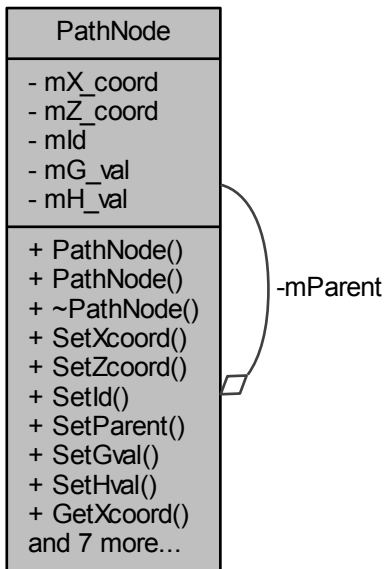 PathNode
- mX_coord
- mZ_coord
- mId
- mG_val
- mH_val
+ PathNode()
+ PathNode()
+ ~PathNode()
+ SetXcoord()
+ SetZcoord()
+ SetId()
+ SetParent()
+ SetGval()
+ SetHval()
+ GetXcoord()
and 7 more...
-mParent